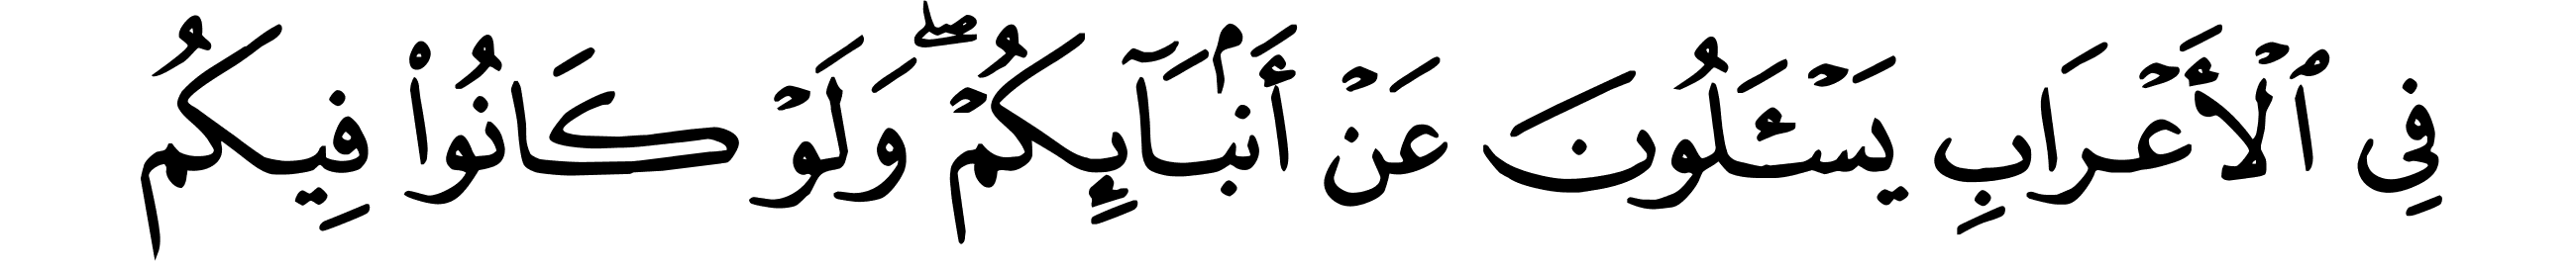 فِى ٱلْأَعْرَابِ يَسْـَٔلُونَ عَنْ أَنۢبَآئِكُمْ ۖ وَلَوْ كَانُوا۟ فِيكُم